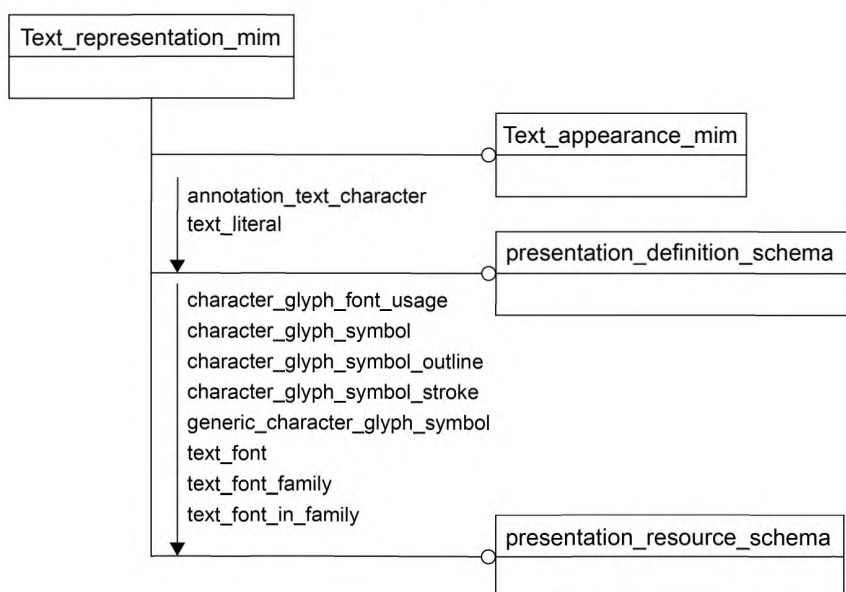 Text_representation_mim
Text_appearance_mim
annotation_text_character
text_literal
presentation_definition_schema
character_glyph_font_usage
character_glyph_symbol
character_glyph_symbol_outline
character_glyph_symbol_stroke
generic_character_glyph_symbol
text_font
text_font_family
text_font_in_family
presentation_resource_schema